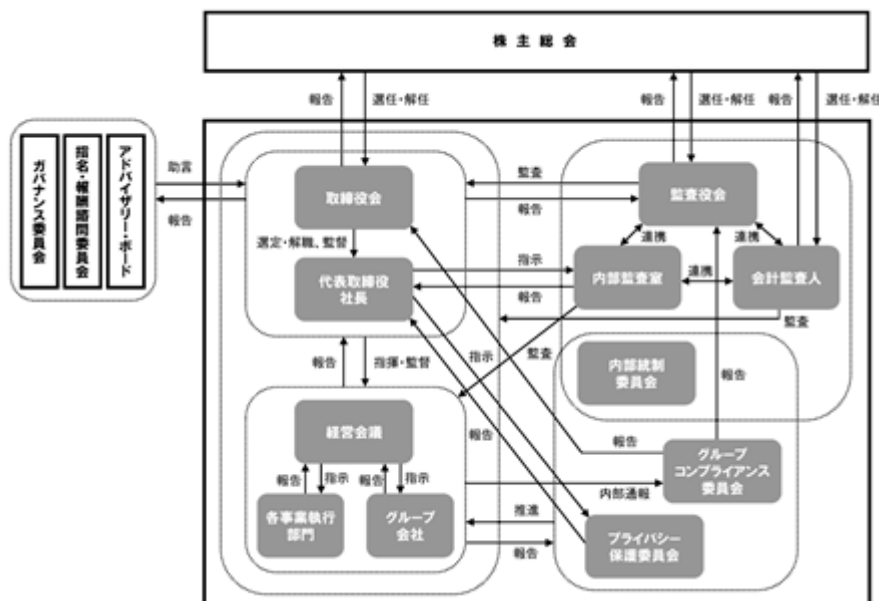 株主総会
報告
選任・解任
報告
選任・解任
報告
選任・解任
ガバナンス委員会
指名・報酬諮問委員会
アドバイザリー・ボード
助言
報告
取締役会
選定・解職、監督
代表取締役
社長
監査
報告
監査役会
連携
連携
指示
報告
内部監査室
連携
会計監査人
監査
報告
指揮・監督
監査
指示
内部統制
委員会
報告
経営会議
報告
指示
報告
指示
各事業執行
部門
グループ
会社
報告
報告
グループ
コンプライアンス
委員会
内部通報
推進
報告
プライバシー
保護委員会